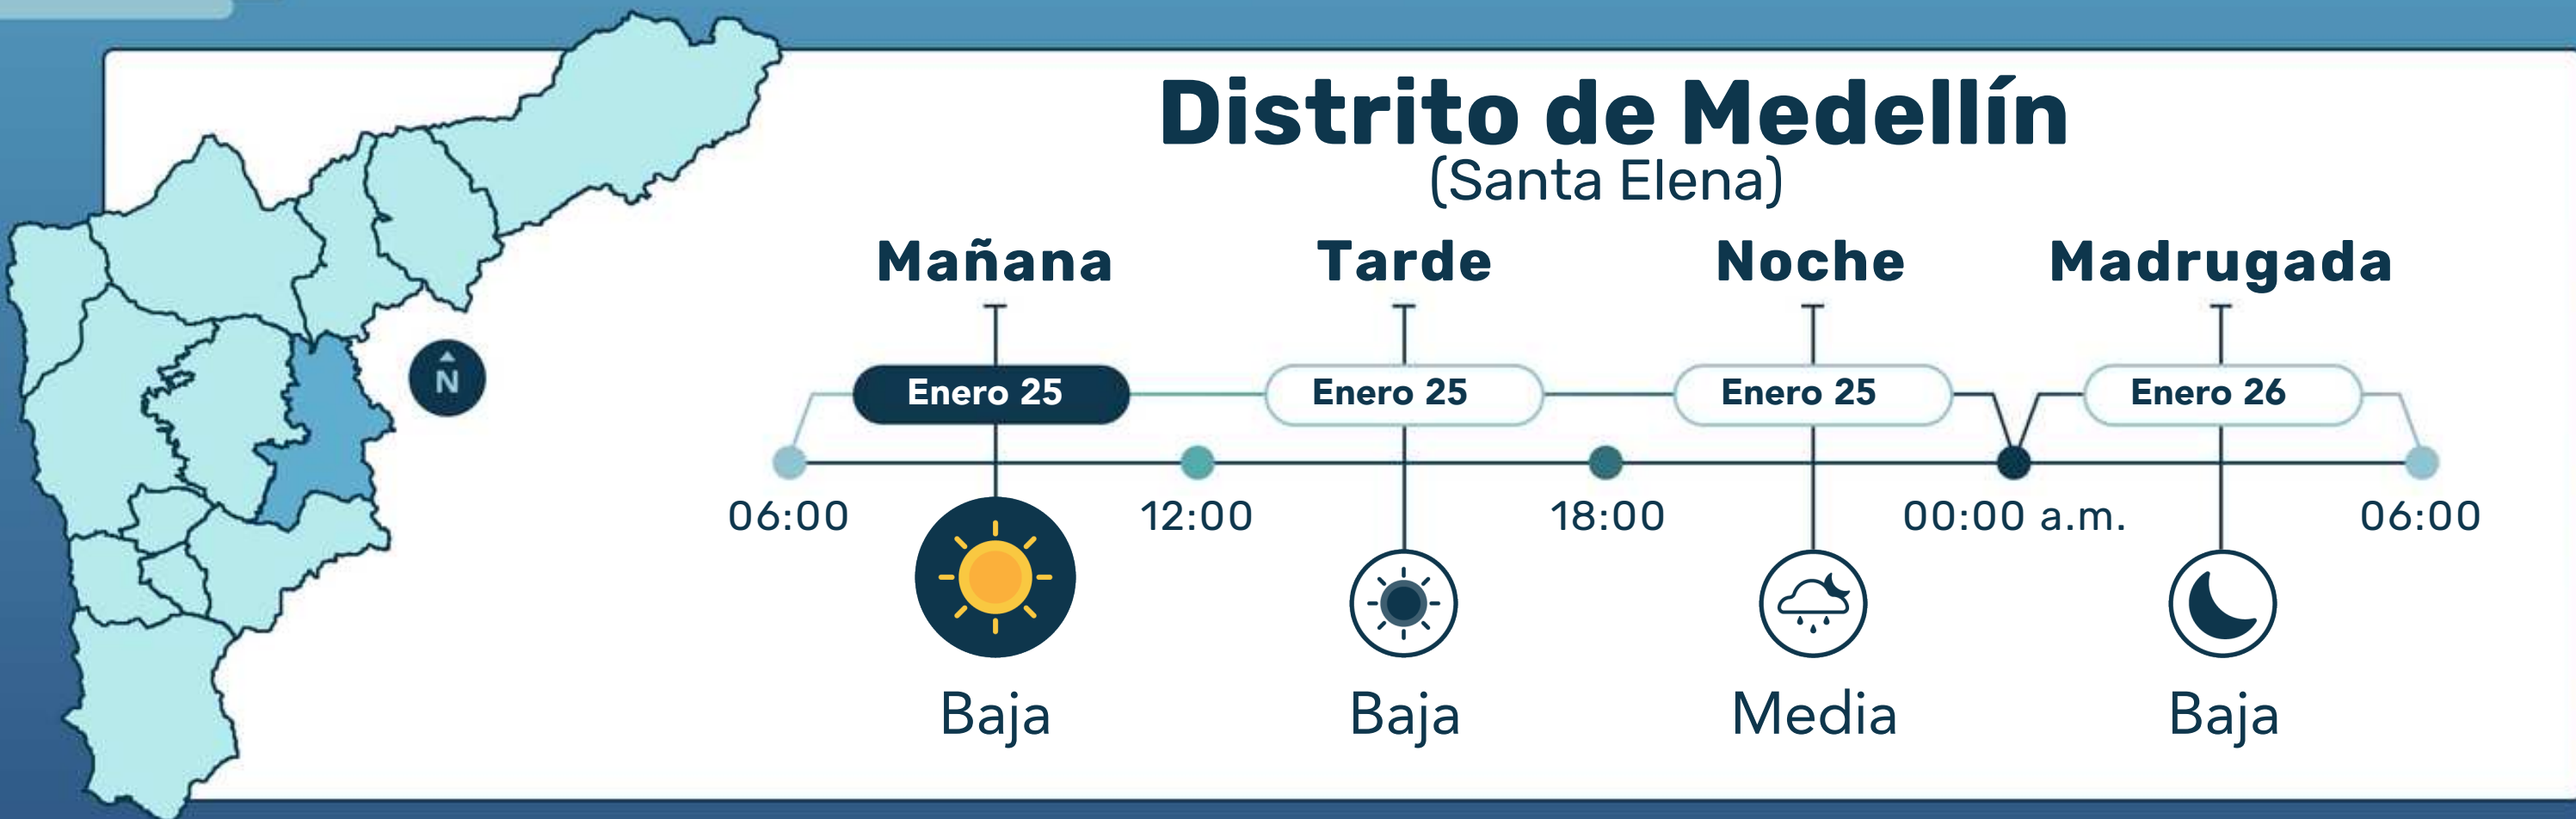 Distrito de Medellín
(Santa Elena)
Mañana Tarde Noche Madrugada
N
Enero 25 Enero 25 Enero 25 Enero 26
06:00 12:00 18:00 00:00 a.m. 06:00
Baja Baja Media Baja